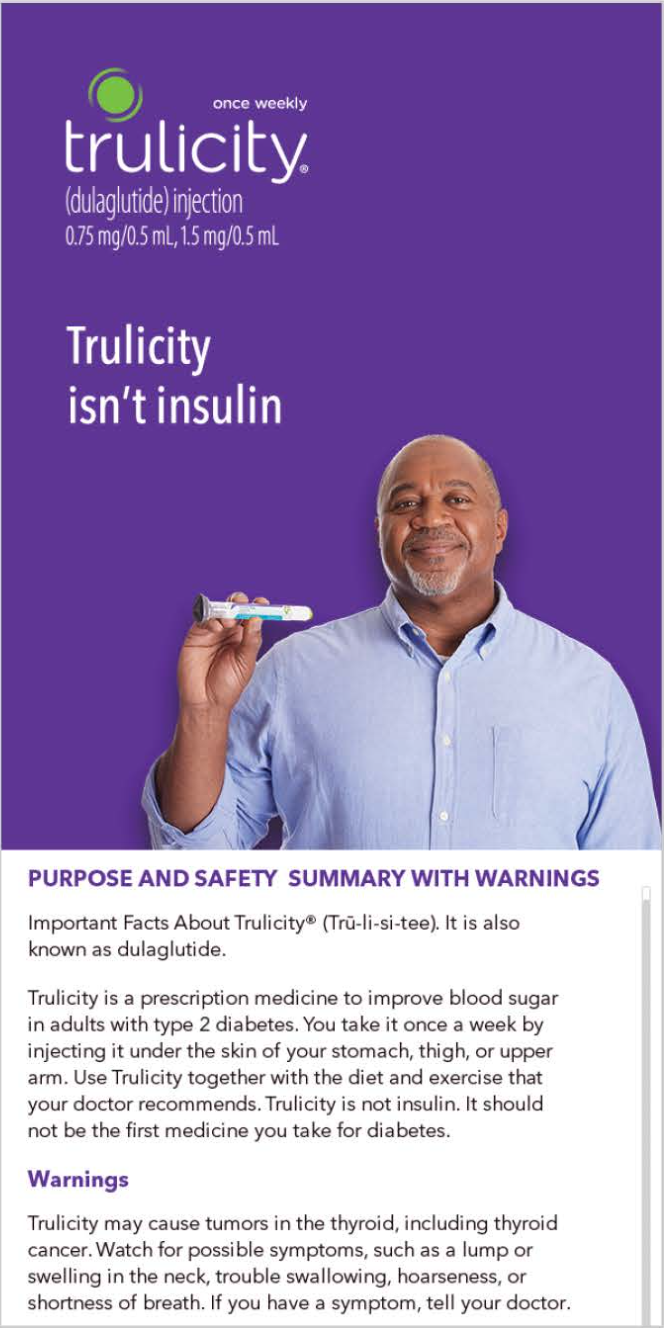 once weekly
trulicity®
(dulaglutide) injection
0.75 mg/0.5 mL, 1.5 mg/0.5 mL
Trulicity
isn't insulin
PURPOSE AND SAFETY SUMMARY WITH WARNINGS
Important Facts About Trulicity® (Trū-li-si-tee). It is also
known as dulaglutide.
Trulicity is a prescription medicine to improve blood sugar
in adults with type 2 diabetes. You take it once a week by
injecting it under the skin of your stomach, thigh, or upper
arm. Use Trulicity together with the diet and exercise that
your doctor recommends. Trulicity is not insulin. It should
not be the first medicine you take for diabetes.
Warnings
Trulicity may cause tumors in the thyroid, including thyroid
cancer. Watch for possible symptoms, such as a lump or
swelling in the neck, trouble swallowing, hoarseness, or
shortness of breath. If you have a symptom, tell your doctor.